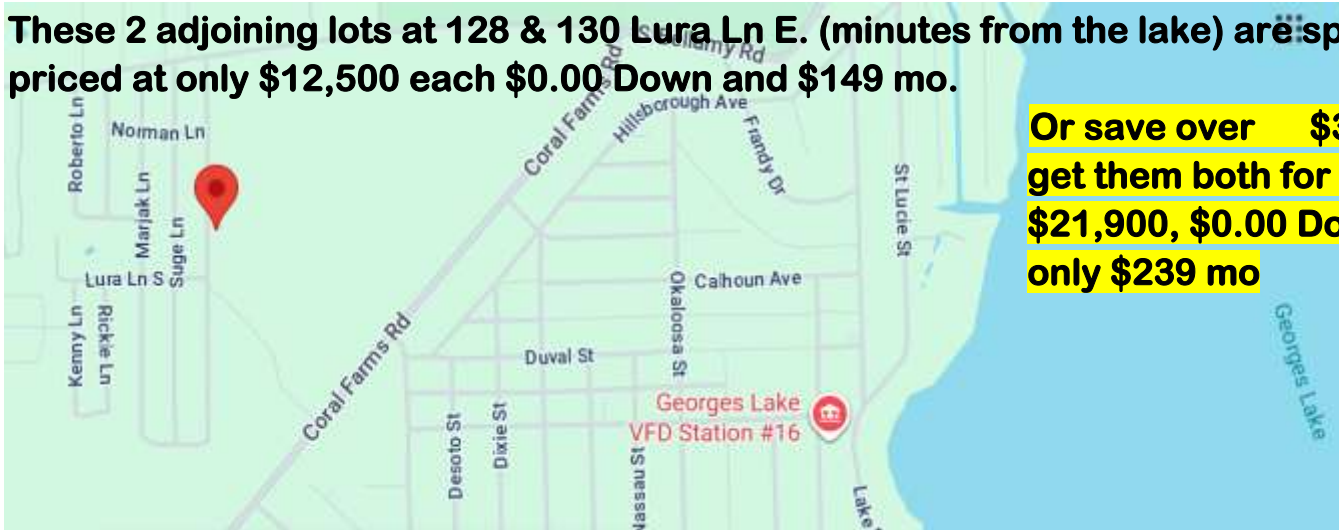 These 2 adjoining lots at 128 & 130 Lura Ln E. (minutes from the lake) are
priced at only $12,500 each $0.00 Down and $149 mo.
Or save over
get them both for
$21,900, $0.00
only $239 mo
S Bellamy Rd
Coral Farms Rd
Hillsborough Ave
Frandy Dr
Roberto Ln
Norman Ln
Marjak Ln
Suge Ln
St Lucie St
Lura Ln S
Okaloosa St
Calhoun Ave
Kenny Ln
Rickie Ln
Coral Farms Rd
Duval St
Georges Lake
Georges Lake
VFD Station #16
Desoto St
Dixie St
Nassau St
Lake